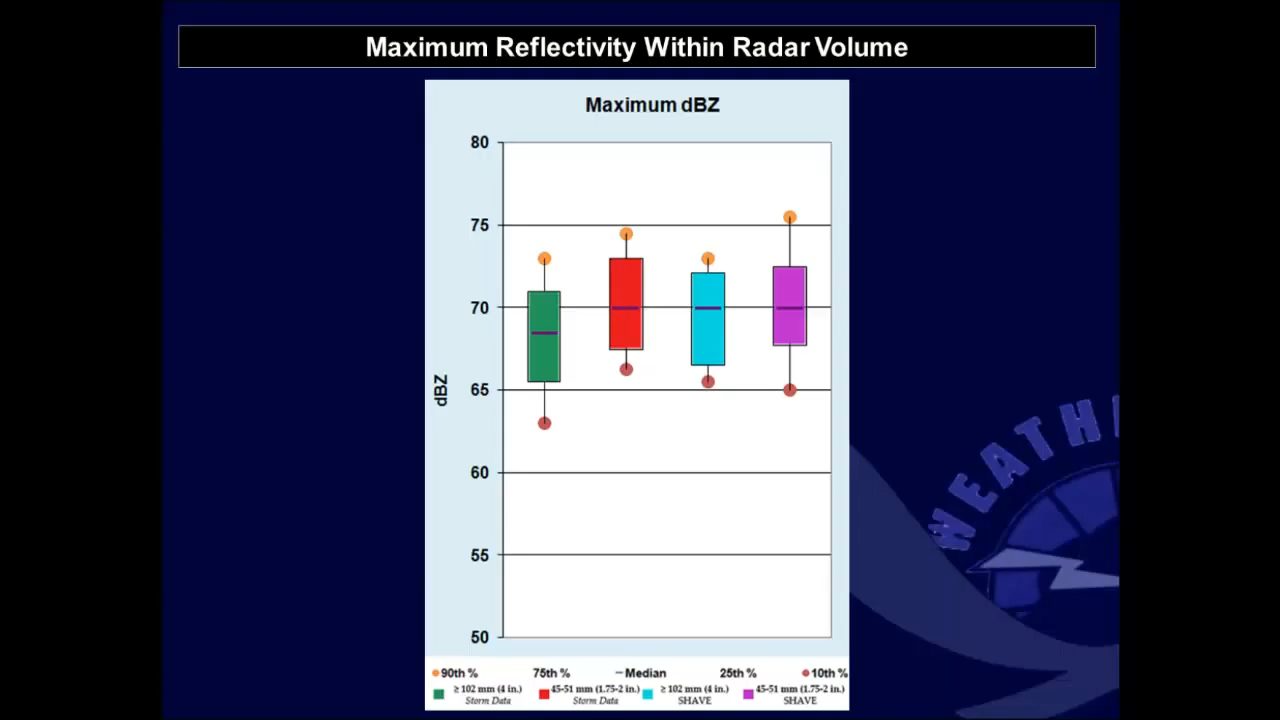 Maximum Reflectivity Within Radar Volume
Maximum dBZ
80
75
70
65
60
55
50
dBZ
90th % 75th % Median 25th % 10th %
≥ 102 mm (4 in.) 45-51 mm (1.75-2 in.) ≥ 102 mm (4 in.) 45-51 mm (1.75-2 in.)
Storm Data Storm Data SHAVE SHAVE
WEATH